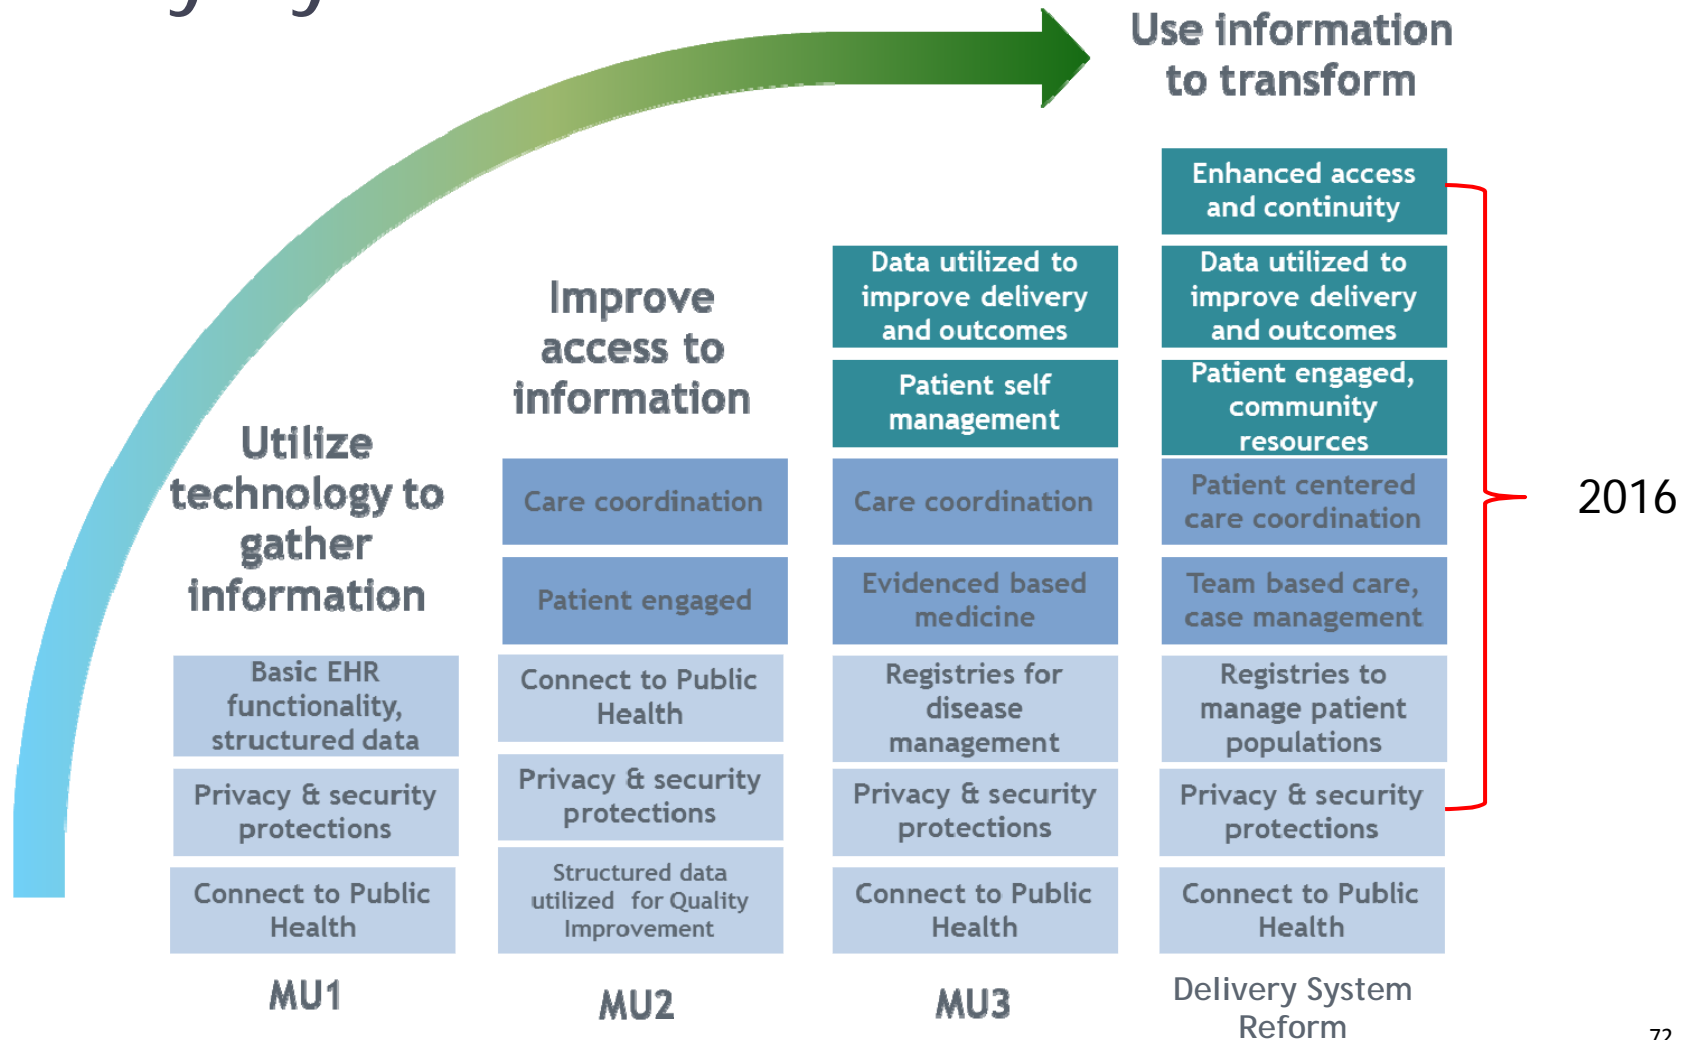 Use information
to transform
Enhanced access
and continuity
Data utilized to
improve delivery
and outcomes
Data utilized to
improve delivery
and outcomes
Improve
access to
information
Patient self
management
Patient engaged,
community
resources
Utilize
technology to
gather
information
Care coordination
Care coordination
Patient centered
care coordination
2016
Patient engaged
Evidenced based
medicine
Team based care,
case management
Basic EHR
functionality,
structured data
Connect to Public
Health
Registries for
disease
management
Registries to
manage patient
populations
Privacy & security
protections
Privacy & security
protections
Privacy & security
protections
Privacy & security
protections
Connect to Public
Health
Structured data
utilized for Quality
Improvement
Connect to Public
Health
Connect to Public
Health
MU1
MU2
MU3
Delivery System
Reform
72